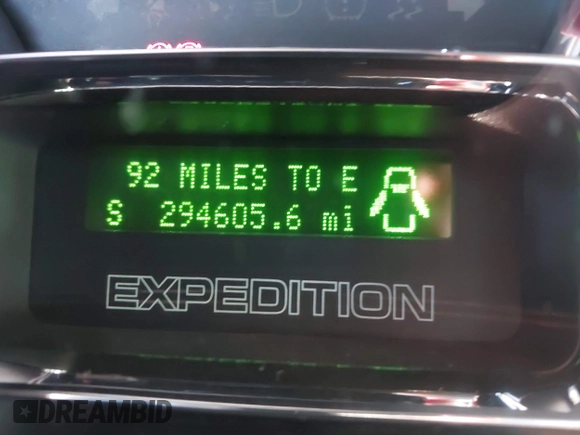 92 MILES TO E
S 294605.6 mi
EXPEDITION
DREAMBID